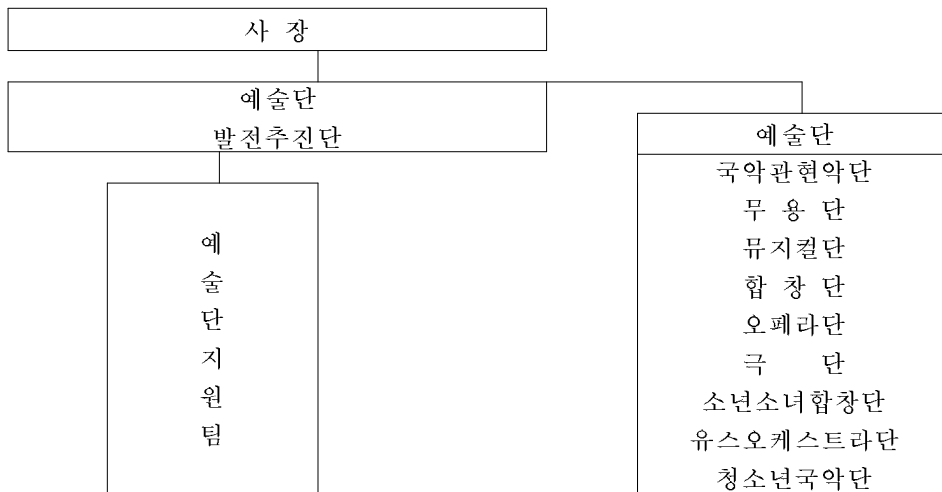 사 장
예술단
발전추진단
예술단지원팀
예술단
국악관현악단
무 용 단
뮤지컬단
합 창 단
오페라단
극 단
소년소녀합창단
유스오케스트라단
청소년국악단